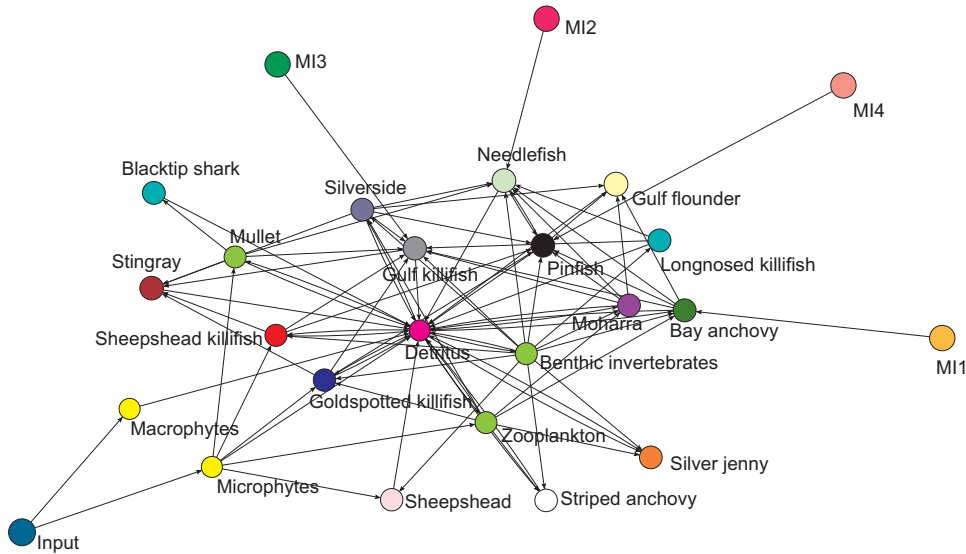 MI2
MI3
MI4
Needlefish
Blacktip shark
Silverside
Gulf flounder
Mullet
Stingray
Gulf killifish
Pinfish
Longnosed killifish
Sheepshead killifish
Detritus
Moharra
Bay anchovy
Benthic invertebrates
MI1
Goldspotted killifish
Macrophytes
Zooplankton
Silver jenny
Microphytes
Sheepshead
Striped anchovy
Input